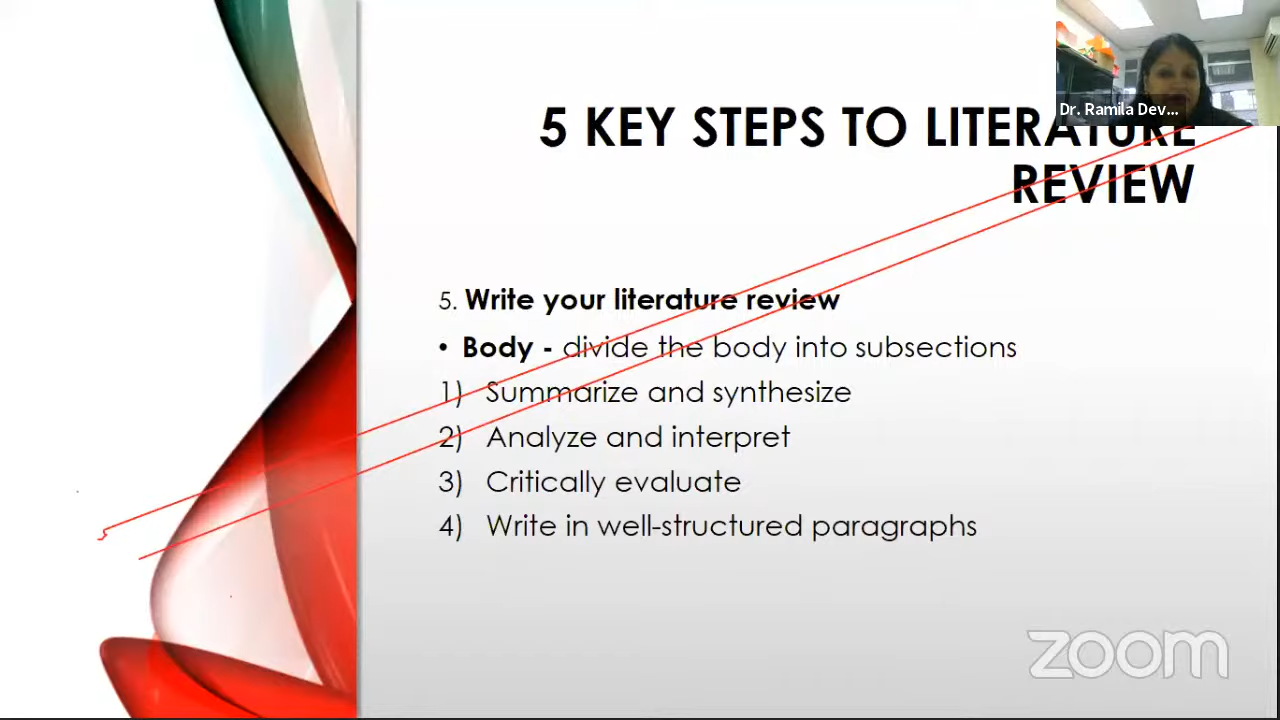 5 KEY STEPS TO LITERATURE
REVIEW
Dr. Ramila Dev...
5. Write your literature review
• Body - divide the body into subsections
1) Summarize and synthesize
2) Analyze and interpret
3) Critically evaluate
4) Write in well-structured paragraphs
zoom